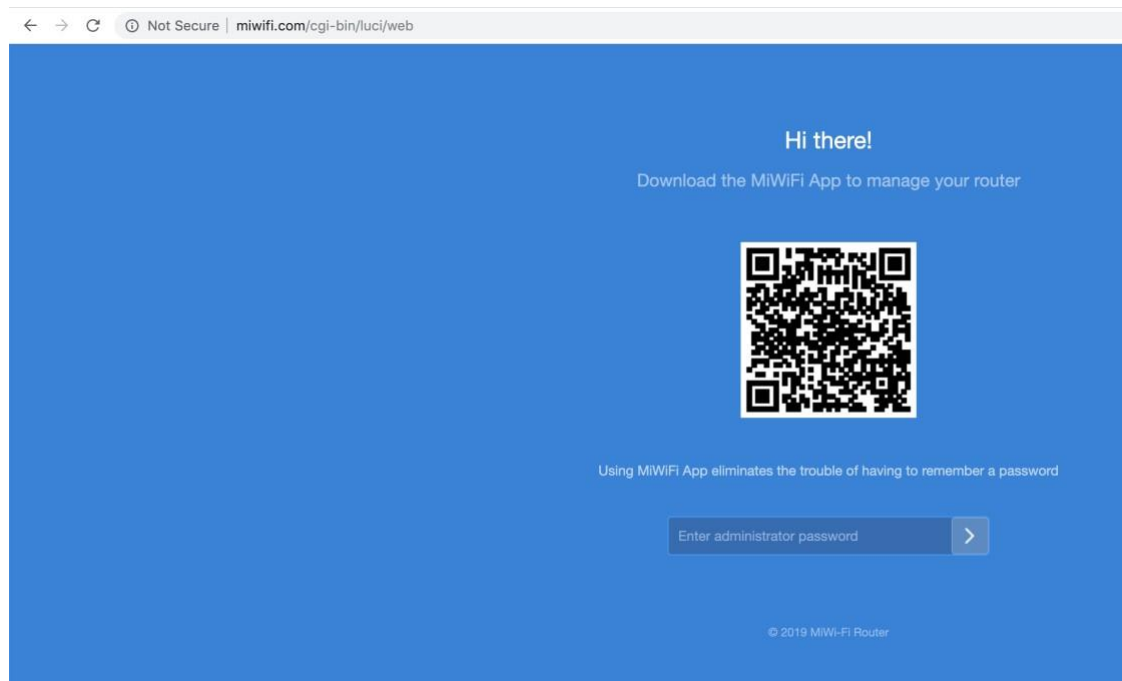 Not Secure | miwifi.com/cgi-bin/luci/web
Hi there!
Download the MiWiFi App to manage your router
Using MiWiFi App eliminates the trouble of having to remember a password
Enter administrator password
© 2019 MiWi-Fi Router